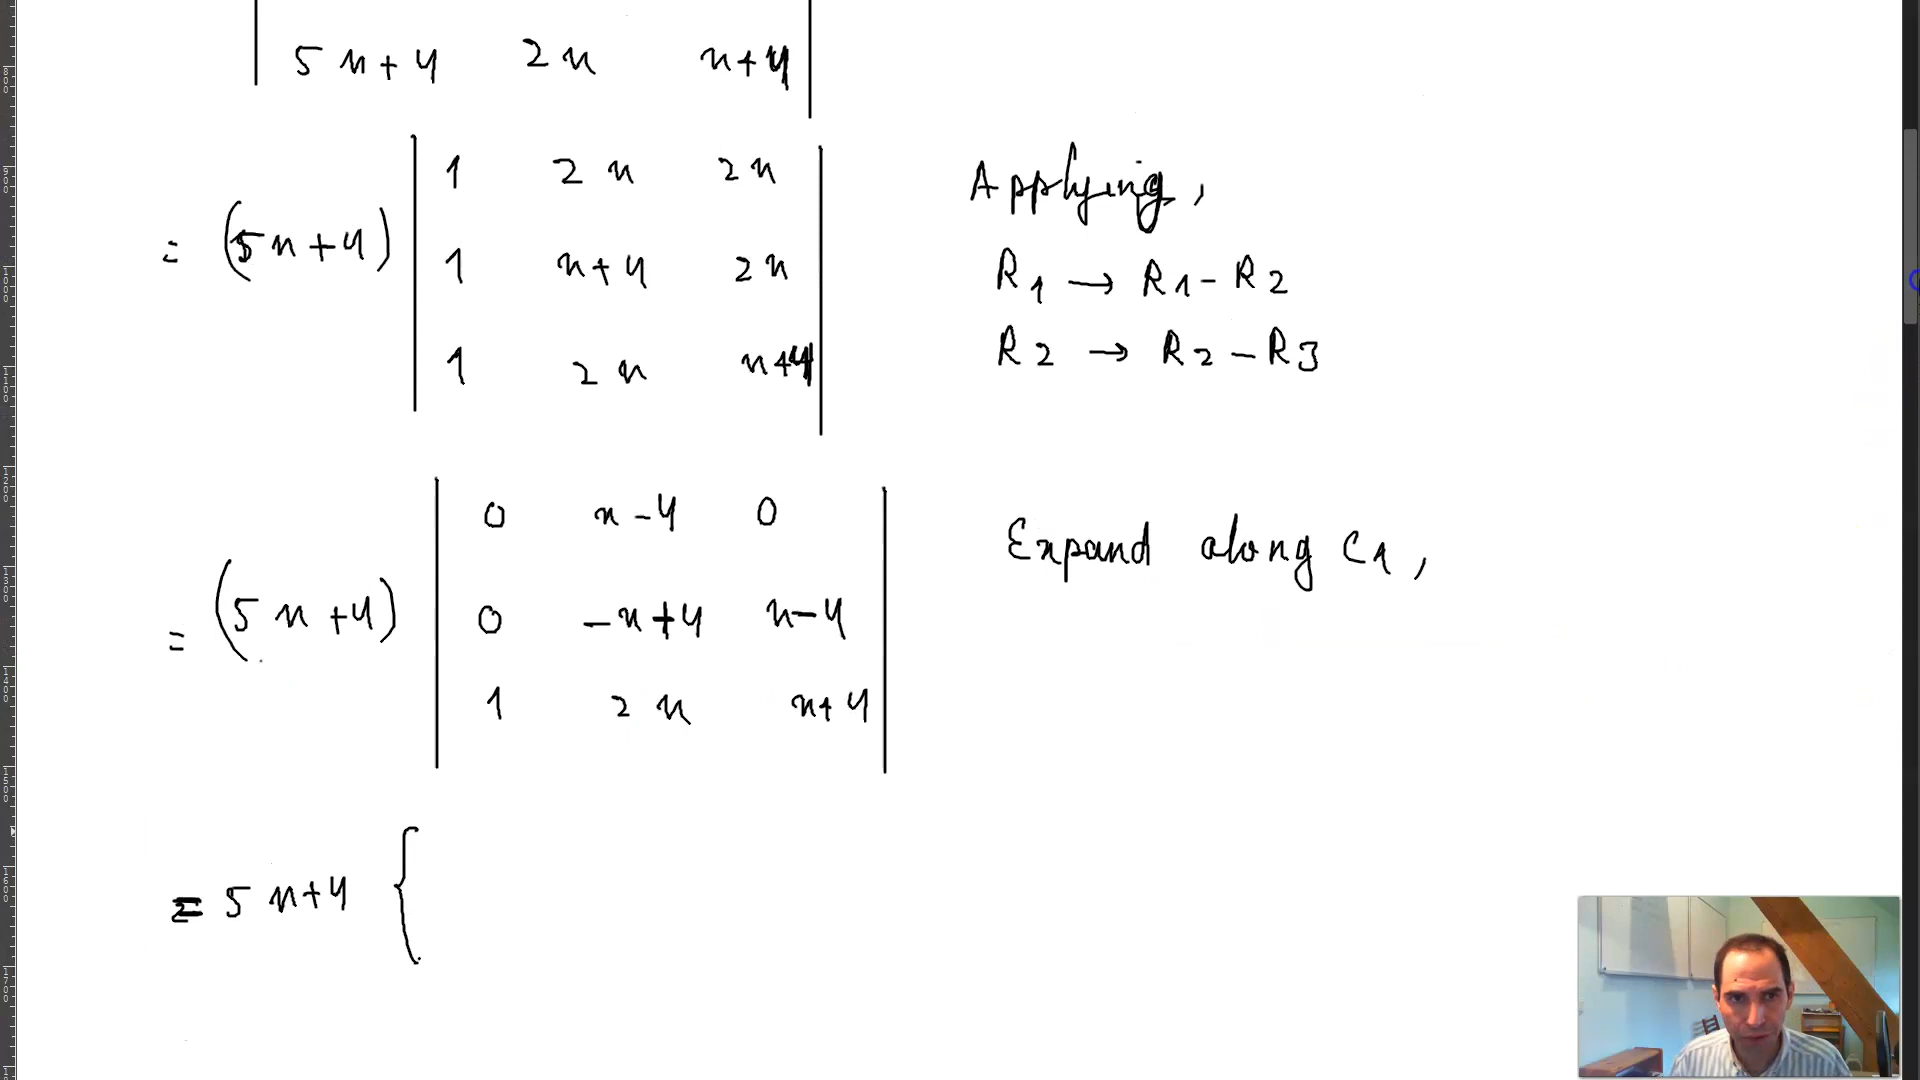 5x+4 2x x+4
1 2x 2x
= (5x+4) 1 x+4 2x
1 2x x+4
Applying,
R1 → R1-R2
R2 → R2-R3
0 x-4 0
= (5x+4) 0 -x+4 x-4
1 2x x+4
Expand along C1,
= 5x+4 {